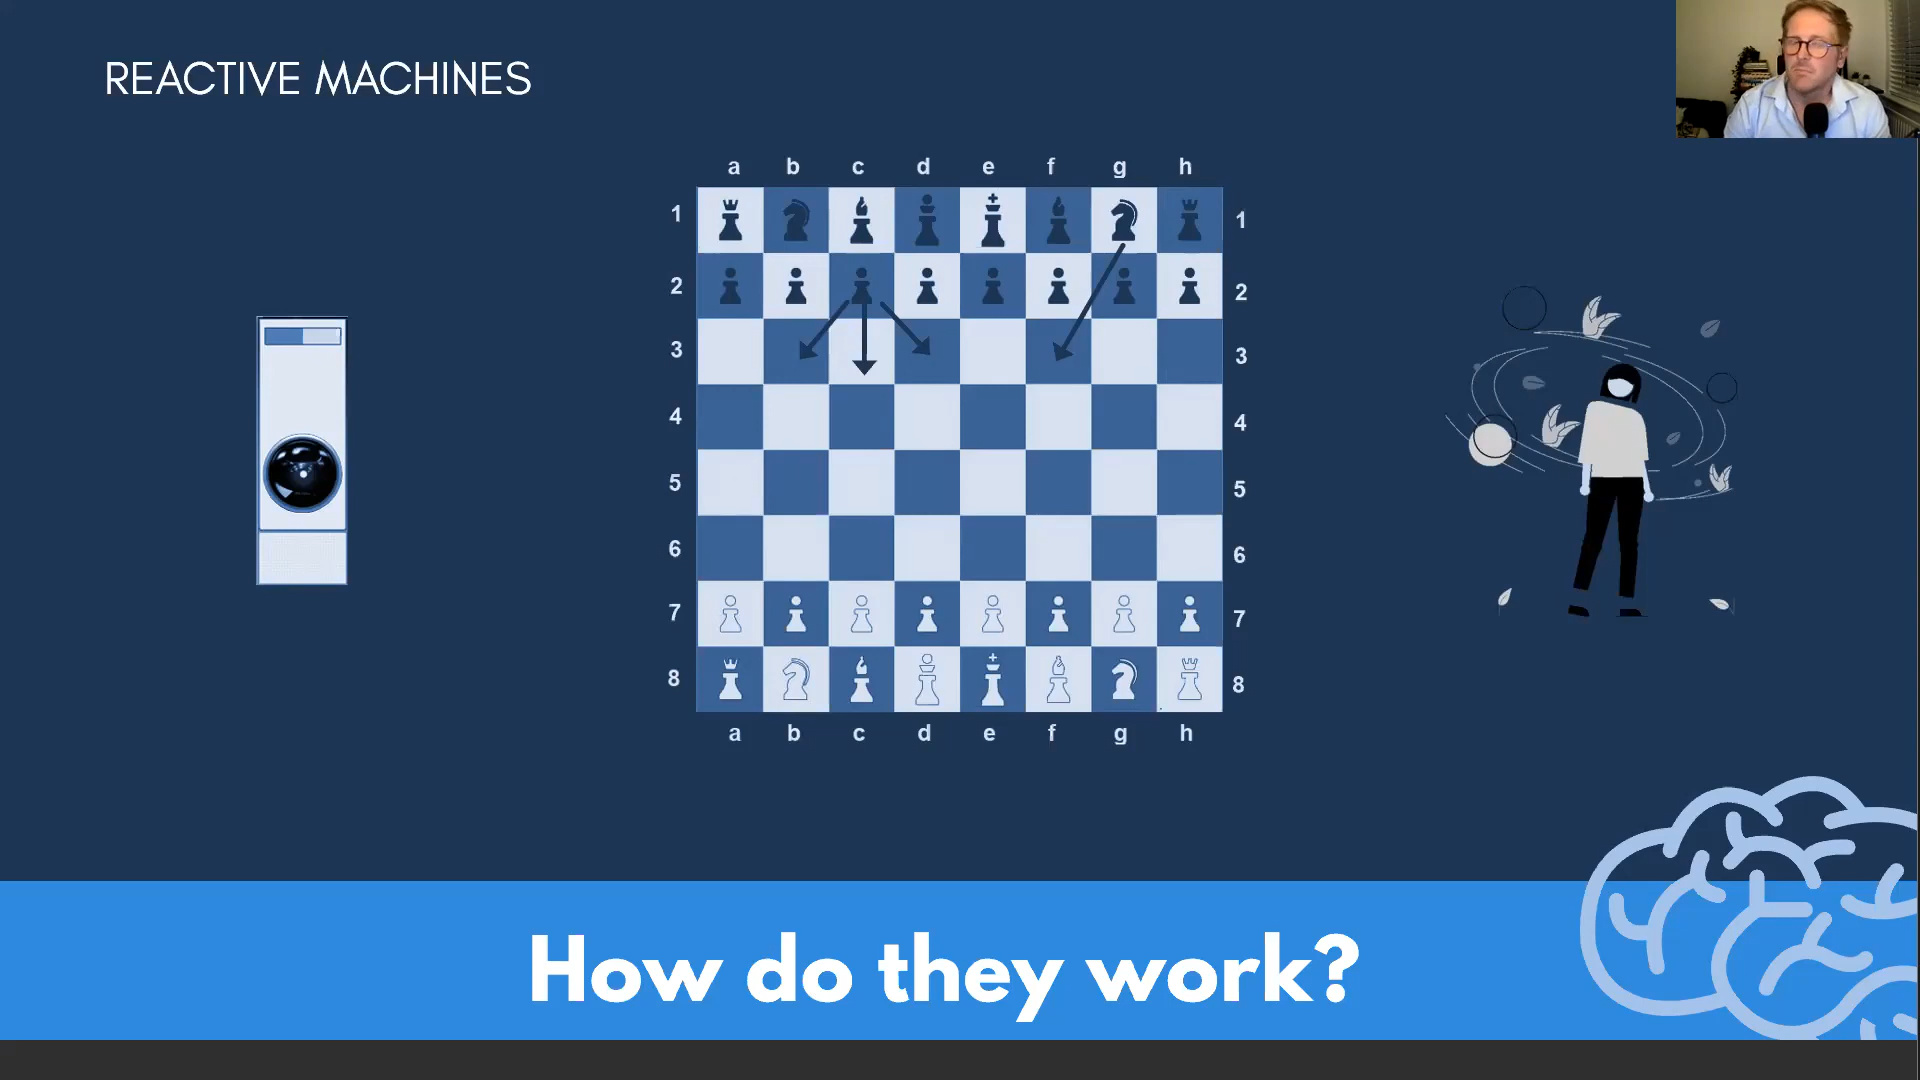 REACTIVE MACHINES
a b c d e f g h
1 1
2 2
3 3
4 4
5 5
6 6
7 7
8 8
a b c d e f g h
How do they work?